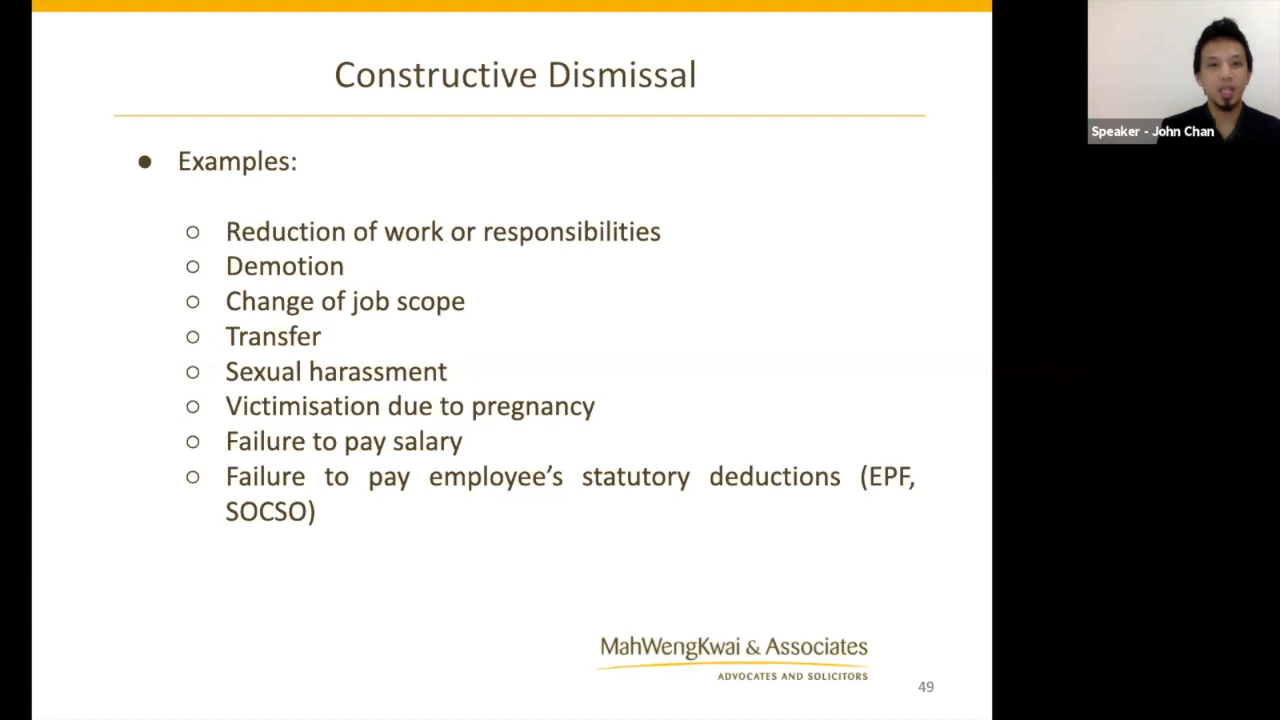 Constructive Dismissal
● Examples:
○ Reduction of work or responsibilities
○ Demotion
○ Change of job scope
○ Transfer
○ Sexual harassment
○ Victimisation due to pregnancy
○ Failure to pay salary
○ Failure to pay employee’s statutory deductions (EPF,
SOCSO)
MahWengKwai & Associates
ADVOCATES AND SOLICITORS
49
Speaker - John Chan